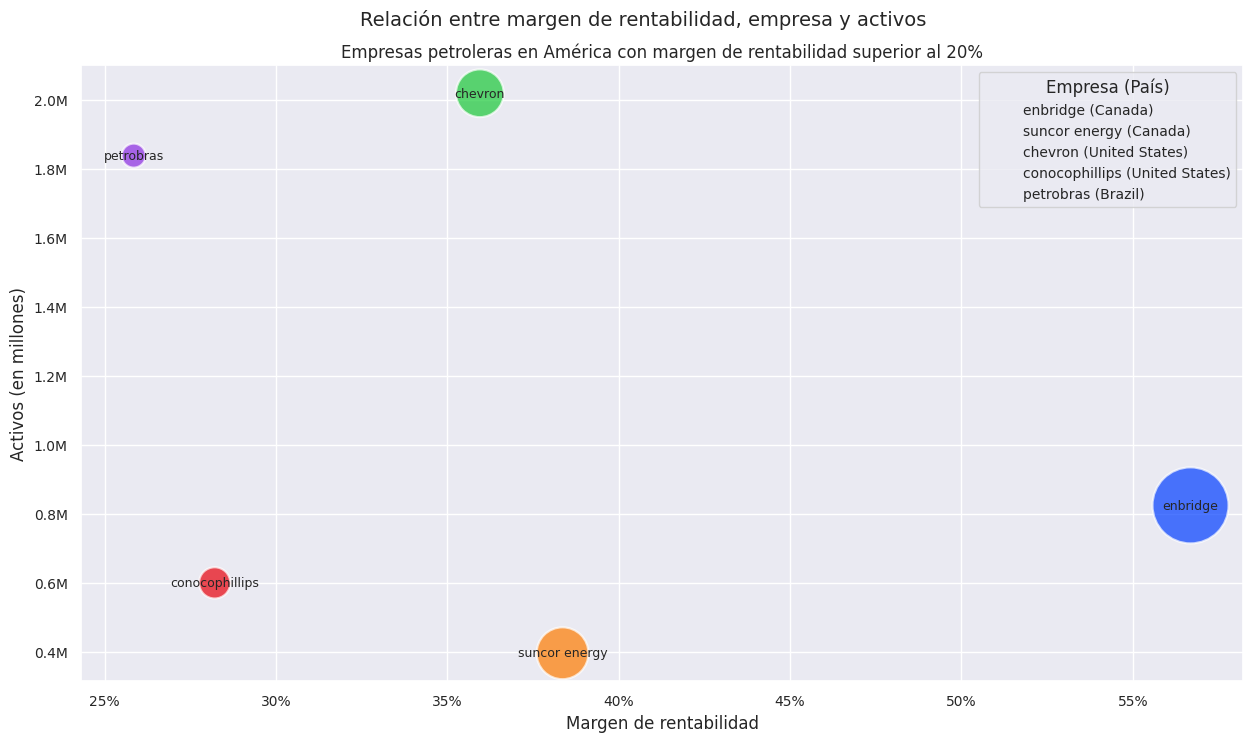 Relación entre margen de rentabilidad, empresa y activos
Empresas petroleras en América con margen de rentabilidad superior al 20%
Empresa (País)
enbridge (Canada)
suncor energy (Canada)
chevron (United States)
conocophillips (United States)
petrobras (Brazil)
chevron
petrobras
enbridge
conocophillips
suncor energy
Activos (en millones)
2.0M
1.8M
1.6M
1.4M
1.2M
1.0M
0.8M
0.6M
0.4M
25% 30% 35% 40% 45% 50% 55%
Margen de rentabilidad